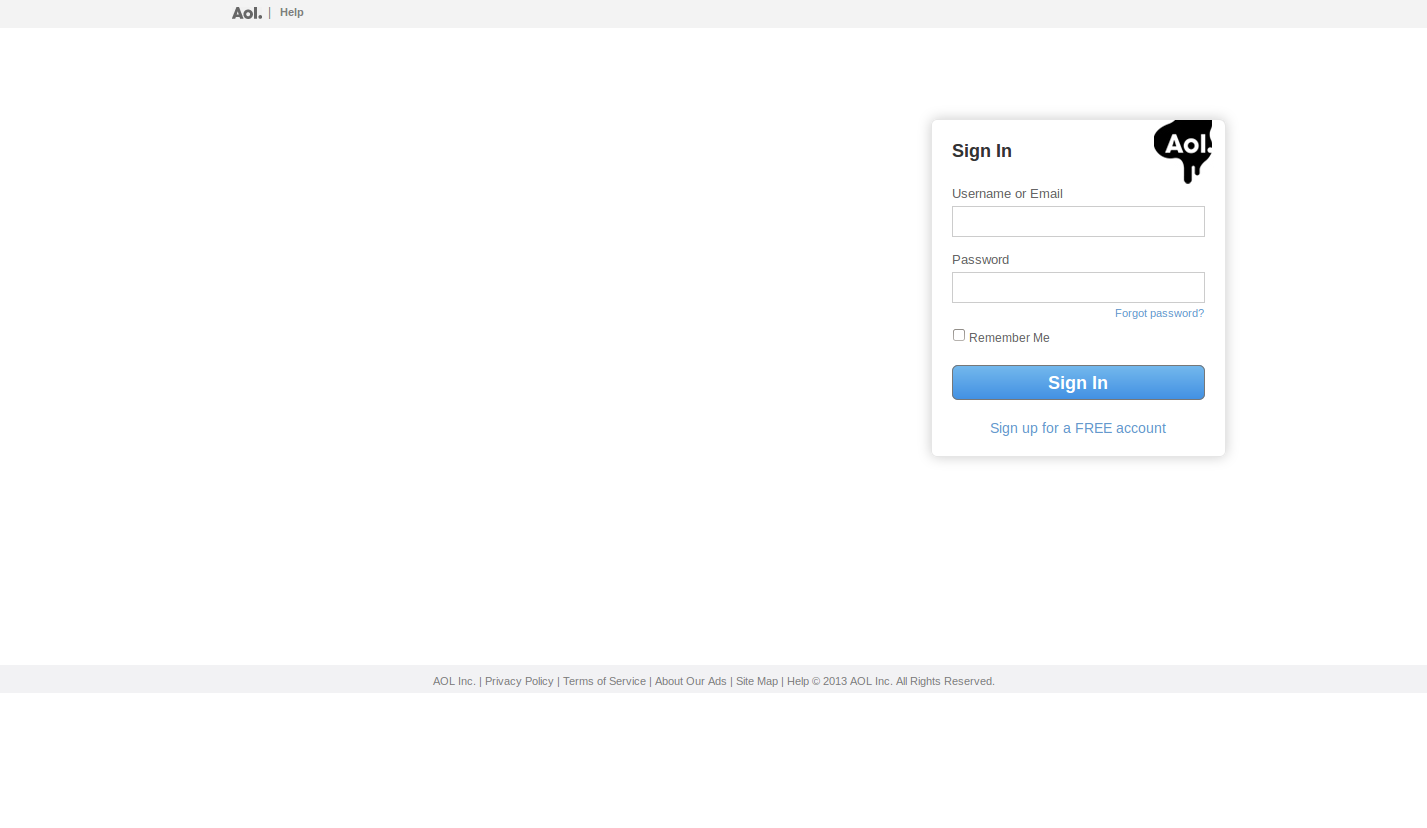 Aol. | Help
Aol.
Sign In
Username or Email
Password
Forgot password?
Remember Me
Sign In
Sign up for a FREE account
AOL Inc. | Privacy Policy | Terms of Service | About Our Ads | Site Map | Help © 2013 AOL Inc. All Rights Reserved.